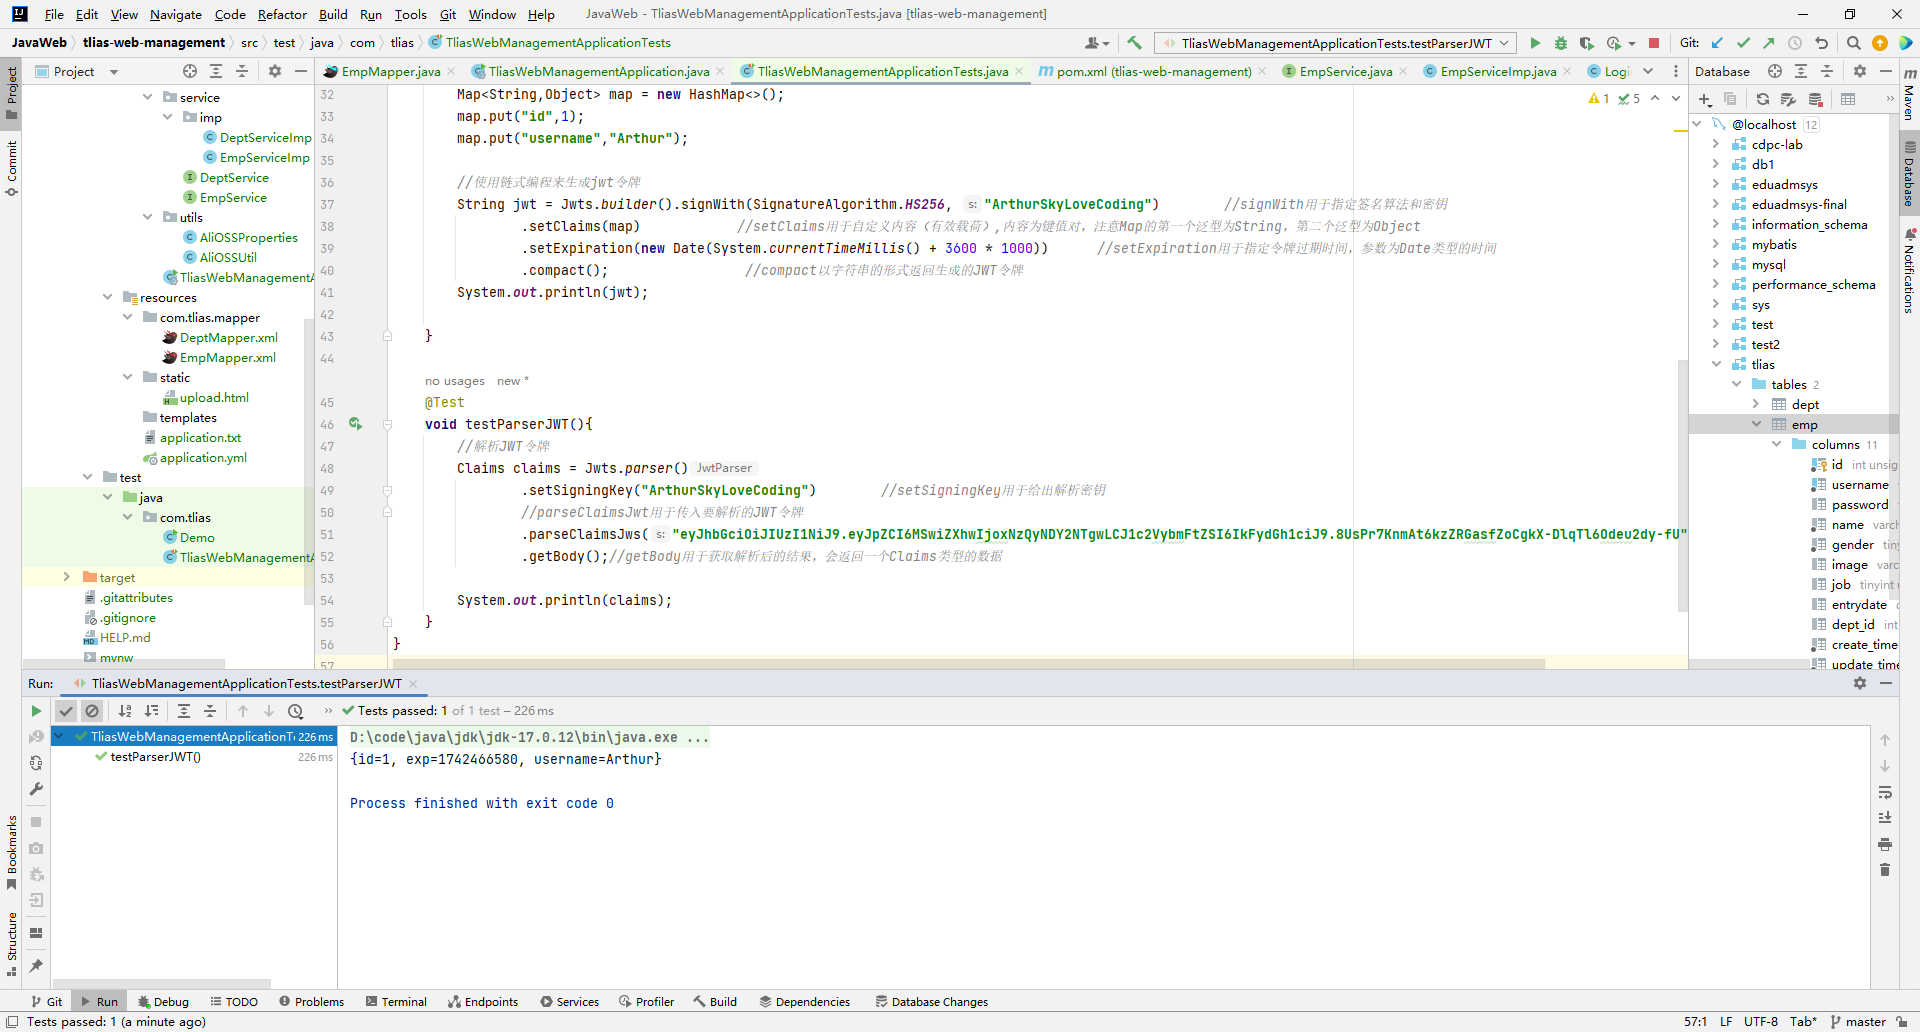 File Edit View Navigate Code Refactor Build Run Tools Git Window Help JavaWeb - TliasWebManagementApplicationTests.java [tlias-web-management]
JavaWeb tlias-web-management src test java com tlias TliasWebManagementApplicationTests TliasWebManagementApplicationTests.testParserJWT Git:
Project
EmpMapper.java TliasWebManagementApplication.java TliasWebManagementApplicationTests.java pom.xml (tlias-web-management) EmpService.java EmpServiceImp.java Logi
Database
Project
Commit
Bookmarks
Structure
service
imp
DeptServiceImp
EmpServiceImp
DeptService
EmpService
utils
AliOSSProperties
AliOSSUtil
TliasWebManagementA
resources
com.tlias.mapper
DeptMapper.xml
EmpMapper.xml
static
upload.html
templates
application.txt
application.yml
test
java
com.tlias
Demo
TliasWebManagementA
target
.gitattributes
.gitignore
HELP.md
mvnw
1 5
32 Map<String,Object> map = new HashMap<>();
33 map.put("id",1);
34 map.put("username","Arthur");
35
36 //使用链式编程来生成jwt令牌
37 String jwt = Jwts.builder().signWith(SignatureAlgorithm.HS256, s: "ArthurSkyLoveCoding") //signWith用于指定签名算法和密钥
38 .setClaims(map) //setClaims用于自定义内容（有效载荷）,内容为键值对，注意Map的第一个泛型为String，第二个泛型为Object
39 .setExpiration(new Date(System.currentTimeMillis() + 3600 * 1000)) //setExpiration用于指定令牌过期时间，参数为Date类型的时间
40 .compact(); //compact以字符串的形式返回生成的JWT令牌
41 System.out.println(jwt);
42
43 }
44
no usages new *
45 @Test
46 void testParserJWT(){
47 //解析JWT令牌
48 Claims claims = Jwts.parser() JwtParser
49 .setSigningKey("ArthurSkyLoveCoding") //setSigningKey用于给出解析密钥
50 //parseClaimsJwt用于传入要解析的JWT令牌
51 .parseClaimsJws( s: "eyJhbGciOiJIUzI1NiJ9.eyJpZCI6MSwiZXhwIjoxNzQyNDY2NTgwLCJ1c2VybmFtZSI6IkFydGh1ciJ9.8UsPr7KnmAt6kzZRGasfZoCgkX-DlqTl6Odeu2dy-fU"
52 .getBody();//getBody用于获取解析后的结果，会返回一个Claims类型的数据
53
54 System.out.println(claims);
55 }
56 }
57
@localhost 12
cdpc-lab
db1
eduadmsys
eduadmsys-final
information_schema
mybatis
mysql
performance_schema
sys
test
test2
tlias
tables 2
dept
emp
columns 11
id int unsig
username
password
name varch
gender tiny
image varc
job tinyint u
entrydate
dept_id int
create_time
update_time
Maven
Database
Notifications
Run: TliasWebManagementApplicationTests.testParserJWT
Tests passed: 1 of 1 test – 226 ms
TliasWebManagementApplicationTe 226 ms
testParserJWT() 226 ms
D:\code\java\jdk\jdk-17.0.12\bin\java.exe ...
{id=1, exp=1742466580, username=Arthur}
Process finished with exit code 0
Git Run Debug TODO Problems Terminal Endpoints Services Profiler Build Dependencies Database Changes
Tests passed: 1 (a minute ago) 57:1 LF UTF-8 Tab* master